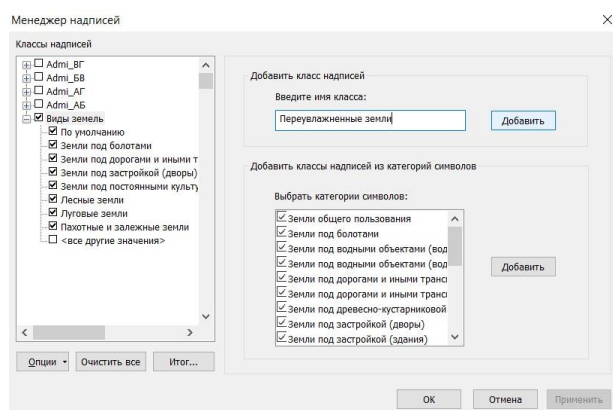 Менеджер надписей
Классы надписей
Admi_ВГ
Admi_БВ
Admi_АГ
Admi_АБ
Виды земель
По умолчанию
Земли под болотами
Земли под дорогами и иными т
Земли под застройкой (дворы)
Земли под постоянными культу
Лесные земли
Луговые земли
Пахотные и залежные земли
<все другие значения>
Опции
Очистить все
Итог...
Добавить класс надписей
Введите имя класса:
Переувлажненные земли
Добавить
Добавить классы надписей из категорий символов
Выбрать категории символов:
Земли общего пользования
Земли под болотами
Земли под водными объектами (вод
Земли под водными объектами (вод
Земли под дорогами и иными трансп
Земли под дорогами и иными трансп
Земли под древесно-кустарниковой
Земли под застройкой (дворы)
Земли под застройкой (здания)
Добавить
ОК
Отмена
Применить